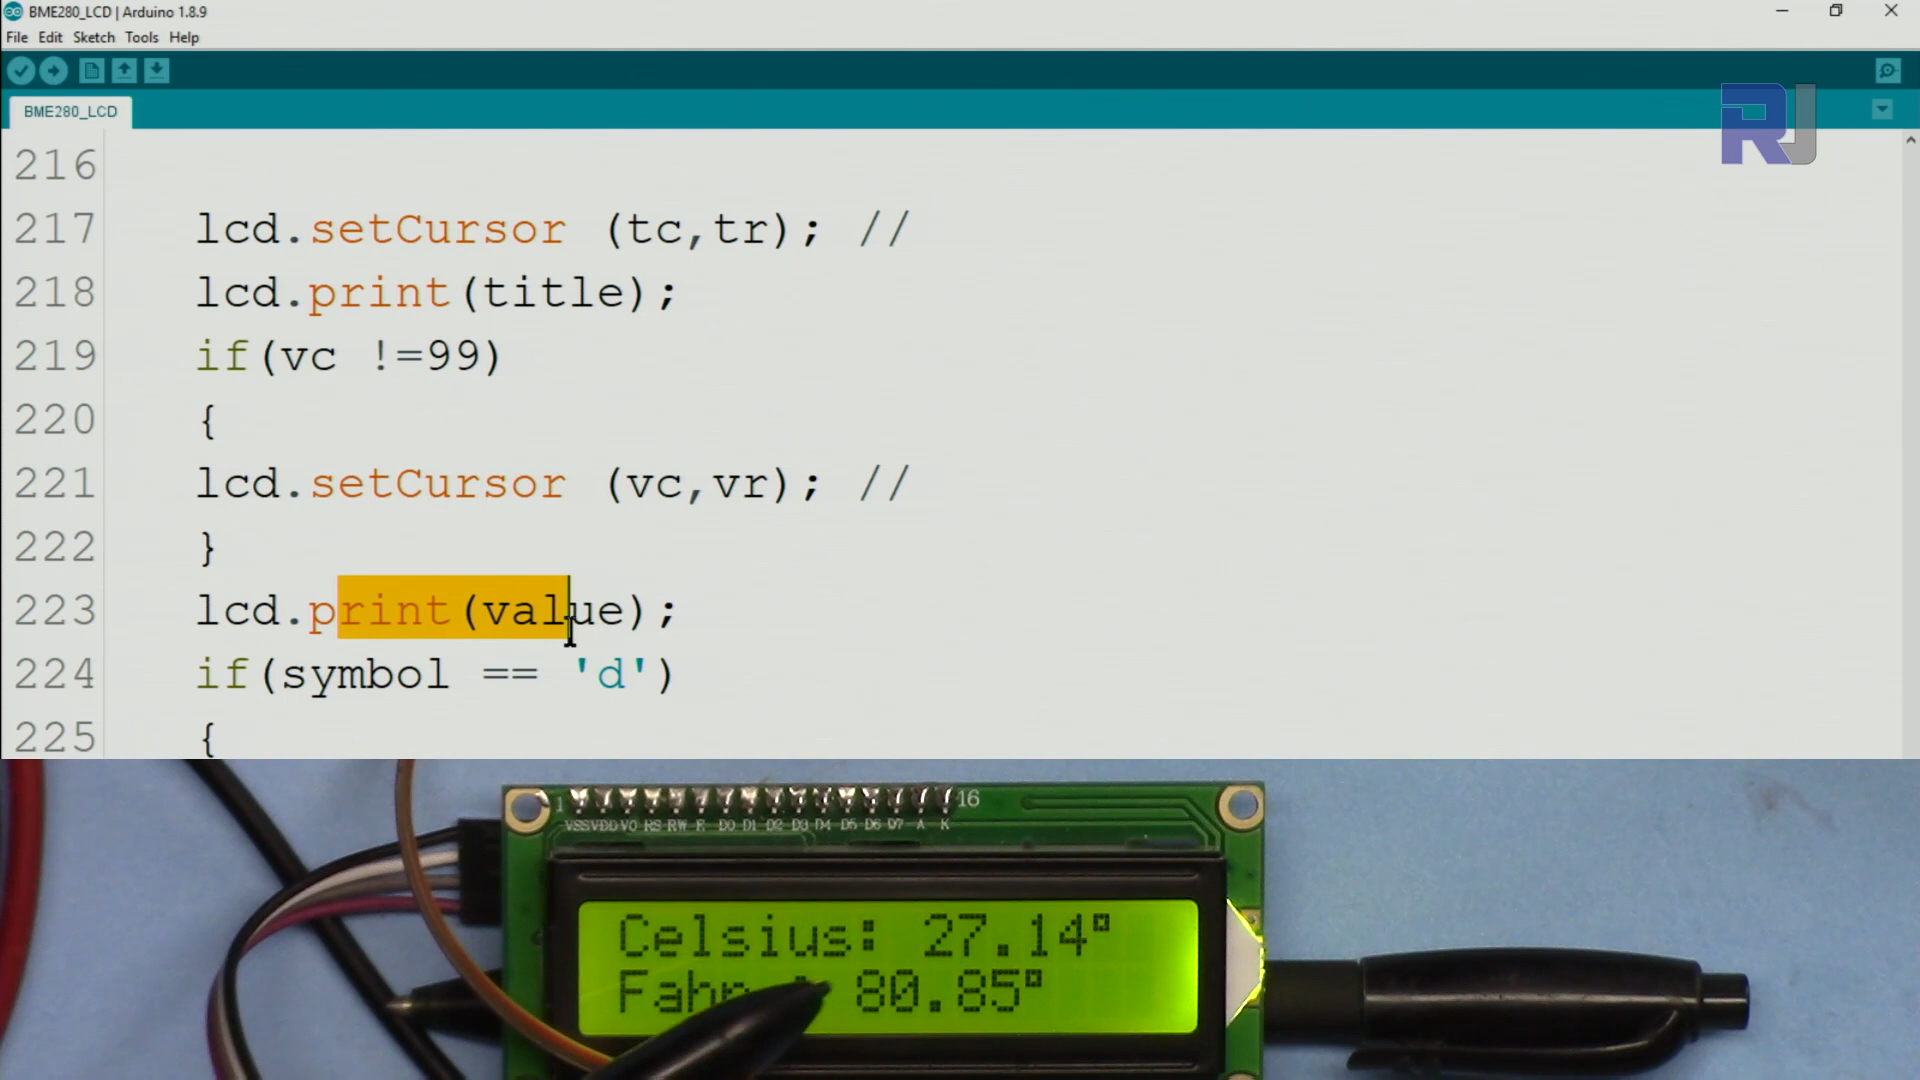 BME280_LCD | Arduino 1.8.9
File Edit Sketch Tools Help
BME280_LCD
RJ
216
217 lcd.setCursor (tc,tr); //
218 lcd.print(title);
219 if(vc !=99)
220 {
221 lcd.setCursor (vc,vr); //
222 }
223 lcd.print(value);
224 if(symbol == 'd')
225 {
1 16
VSS VDD VO RS RW E D0 D1 D2 D3 D4 D5 D6 D7 A K
Celsius: 27.14°
Fahr 80.85°